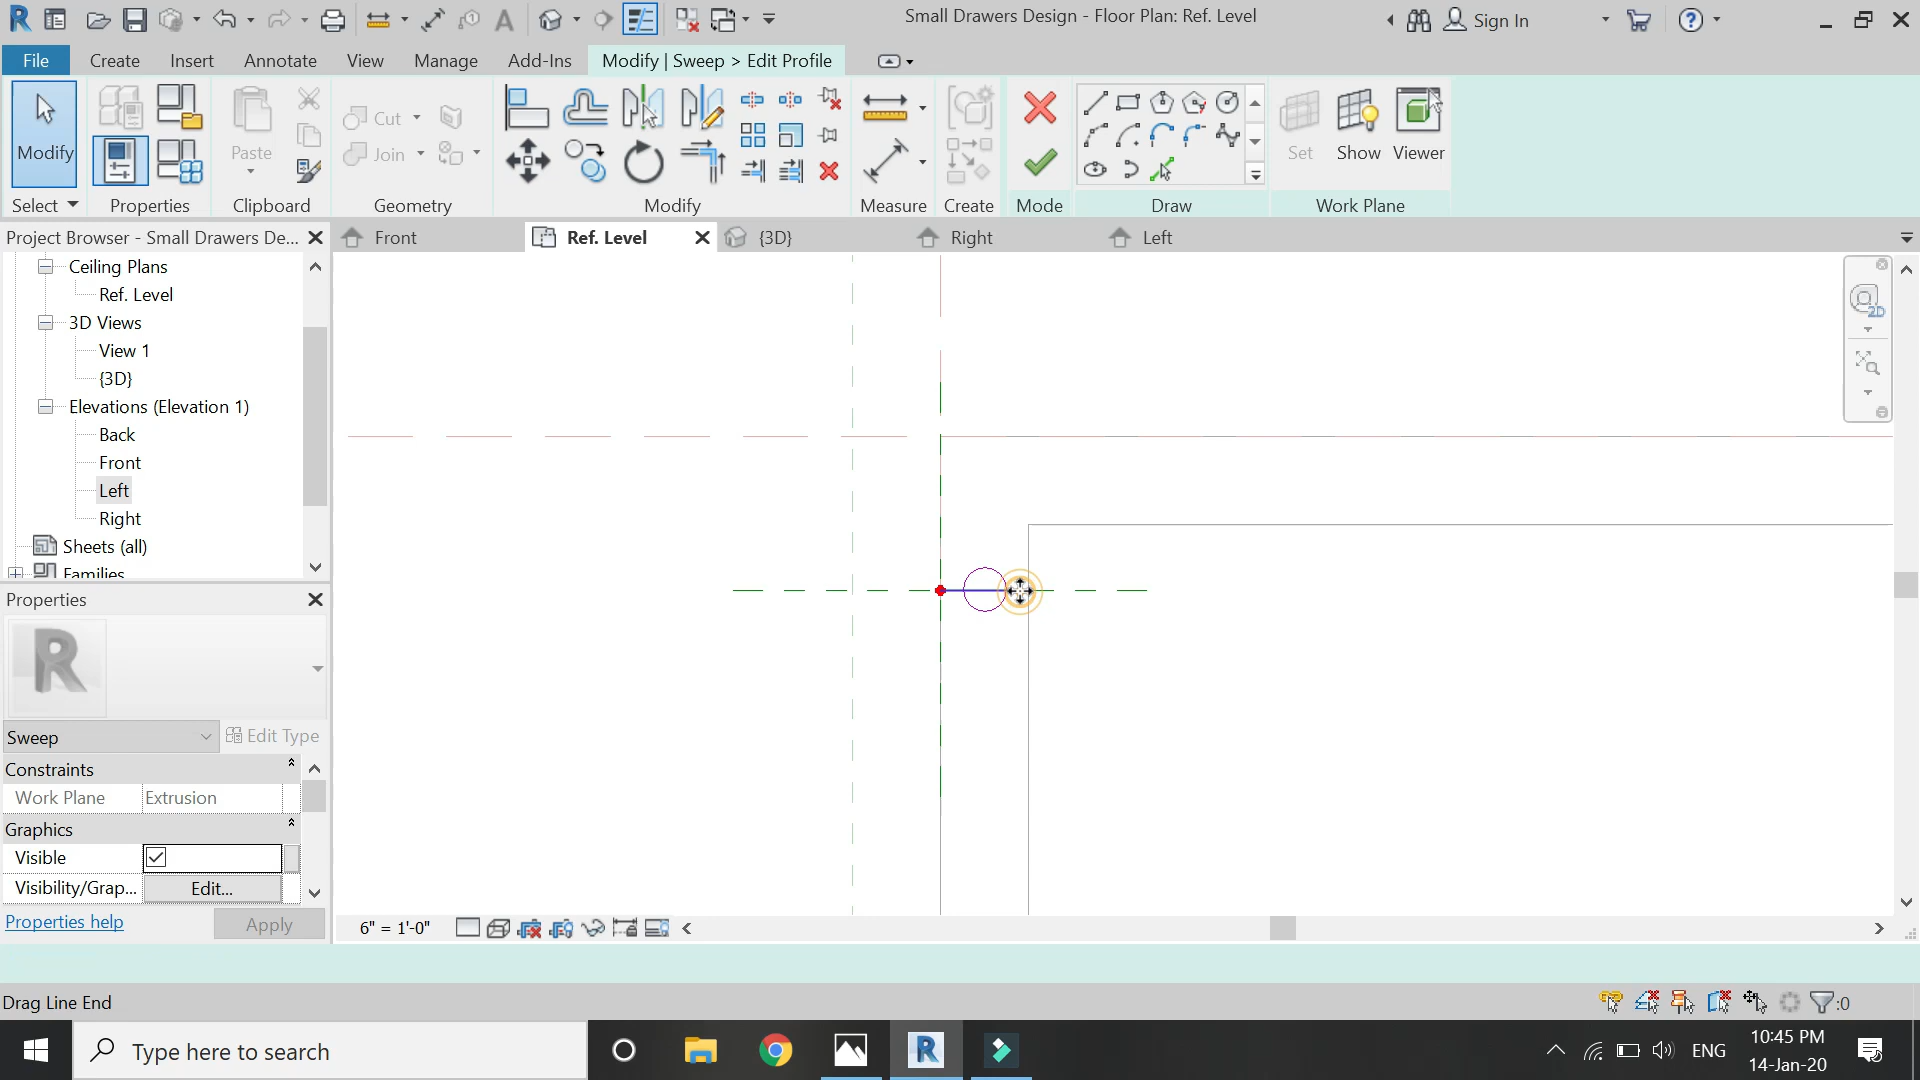 Small Drawers Design - Floor Plan: Ref. Level
Sign In
File
Create
Insert
Annotate
View
Manage
Add-Ins
Modify | Sweep > Edit Profile
Modify
Paste
Cut
Join
Set
Show
Viewer
Select
Properties
Clipboard
Geometry
Modify
Measure
Create
Mode
Draw
Work Plane
Project Browser - Small Drawers De...
Front
Ref. Level
{3D}
Right
Left
Ceiling Plans
Ref. Level
3D Views
View 1
{3D}
Elevations (Elevation 1)
Back
Front
Left
Right
Sheets (all)
Families
2D
Properties
Sweep
Edit Type
Constraints
Work Plane
Extrusion
Graphics
Visible
Visibility/Grap...
Edit...
Properties help
Apply
6" = 1'-0"
Drag Line End
:0
Type here to search
ENG
10:45 PM
14-Jan-20